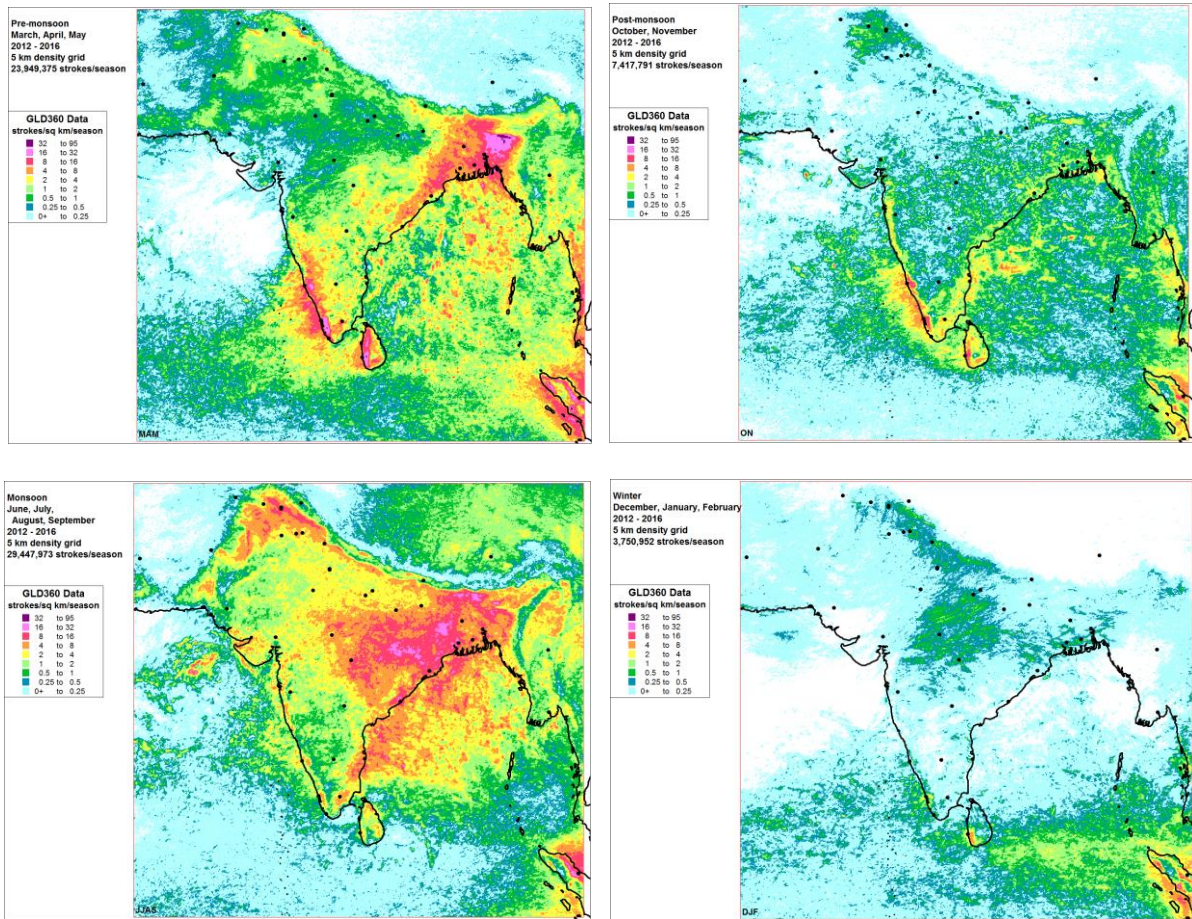 Pre-monsoon
March, April, May
2012 - 2016
5 km density grid
23,949,375 strokes/season
GLD360 Data
strokes/sq km/season
32 to 95
16 to 32
8 to 16
4 to 8
2 to 4
1 to 2
0.5 to 1
0.25 to 0.5
0+ to 0.25
MAM
Post-monsoon
October, November
2012 - 2016
5 km density grid
7,417,791 strokes/season
GLD360 Data
strokes/sq km/season
32 to 95
16 to 32
8 to 16
4 to 8
2 to 4
1 to 2
0.5 to 1
0.25 to 0.5
0+ to 0.25
ON
Monsoon
June, July,
August, September
2012 - 2016
5 km density grid
29,447,973 strokes/season
GLD360 Data
strokes/sq km/season
32 to 95
16 to 32
8 to 16
4 to 8
2 to 4
1 to 2
0.5 to 1
0.25 to 0.5
0+ to 0.25
JJAS
Winter
December, January, February
2012 - 2016
5 km density grid
3,750,952 strokes/season
GLD360 Data
strokes/sq km/season
32 to 95
16 to 32
8 to 16
4 to 8
2 to 4
1 to 2
0.5 to 1
0.25 to 0.5
0+ to 0.25
DJF